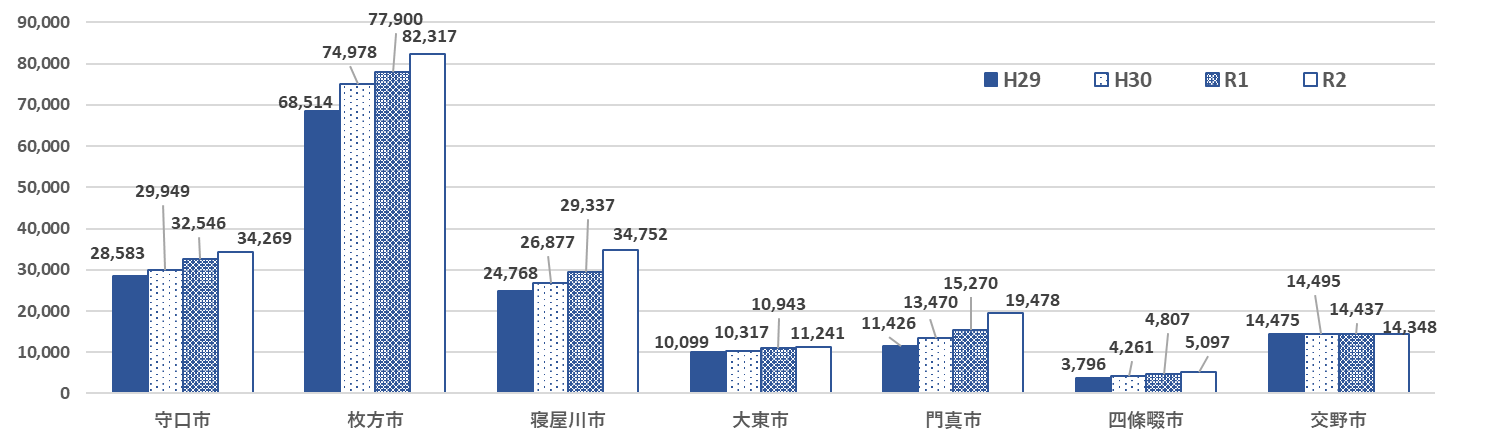 90,000
80,000
70,000
60,000
50,000
40,000
30,000
20,000
10,000
0
H29 H30 R1 R2
28,583 29,949 32,546 34,269
68,514 74,978 77,900 82,317
24,768 26,877 29,337 34,752
10,099 10,317 10,943 11,241
11,426 13,470 15,270 19,478
3,796 4,261 4,807 5,097
14,475 14,495 14,437 14,348
守口市 枚方市 寝屋川市 大東市 門真市 四條畷市 交野市